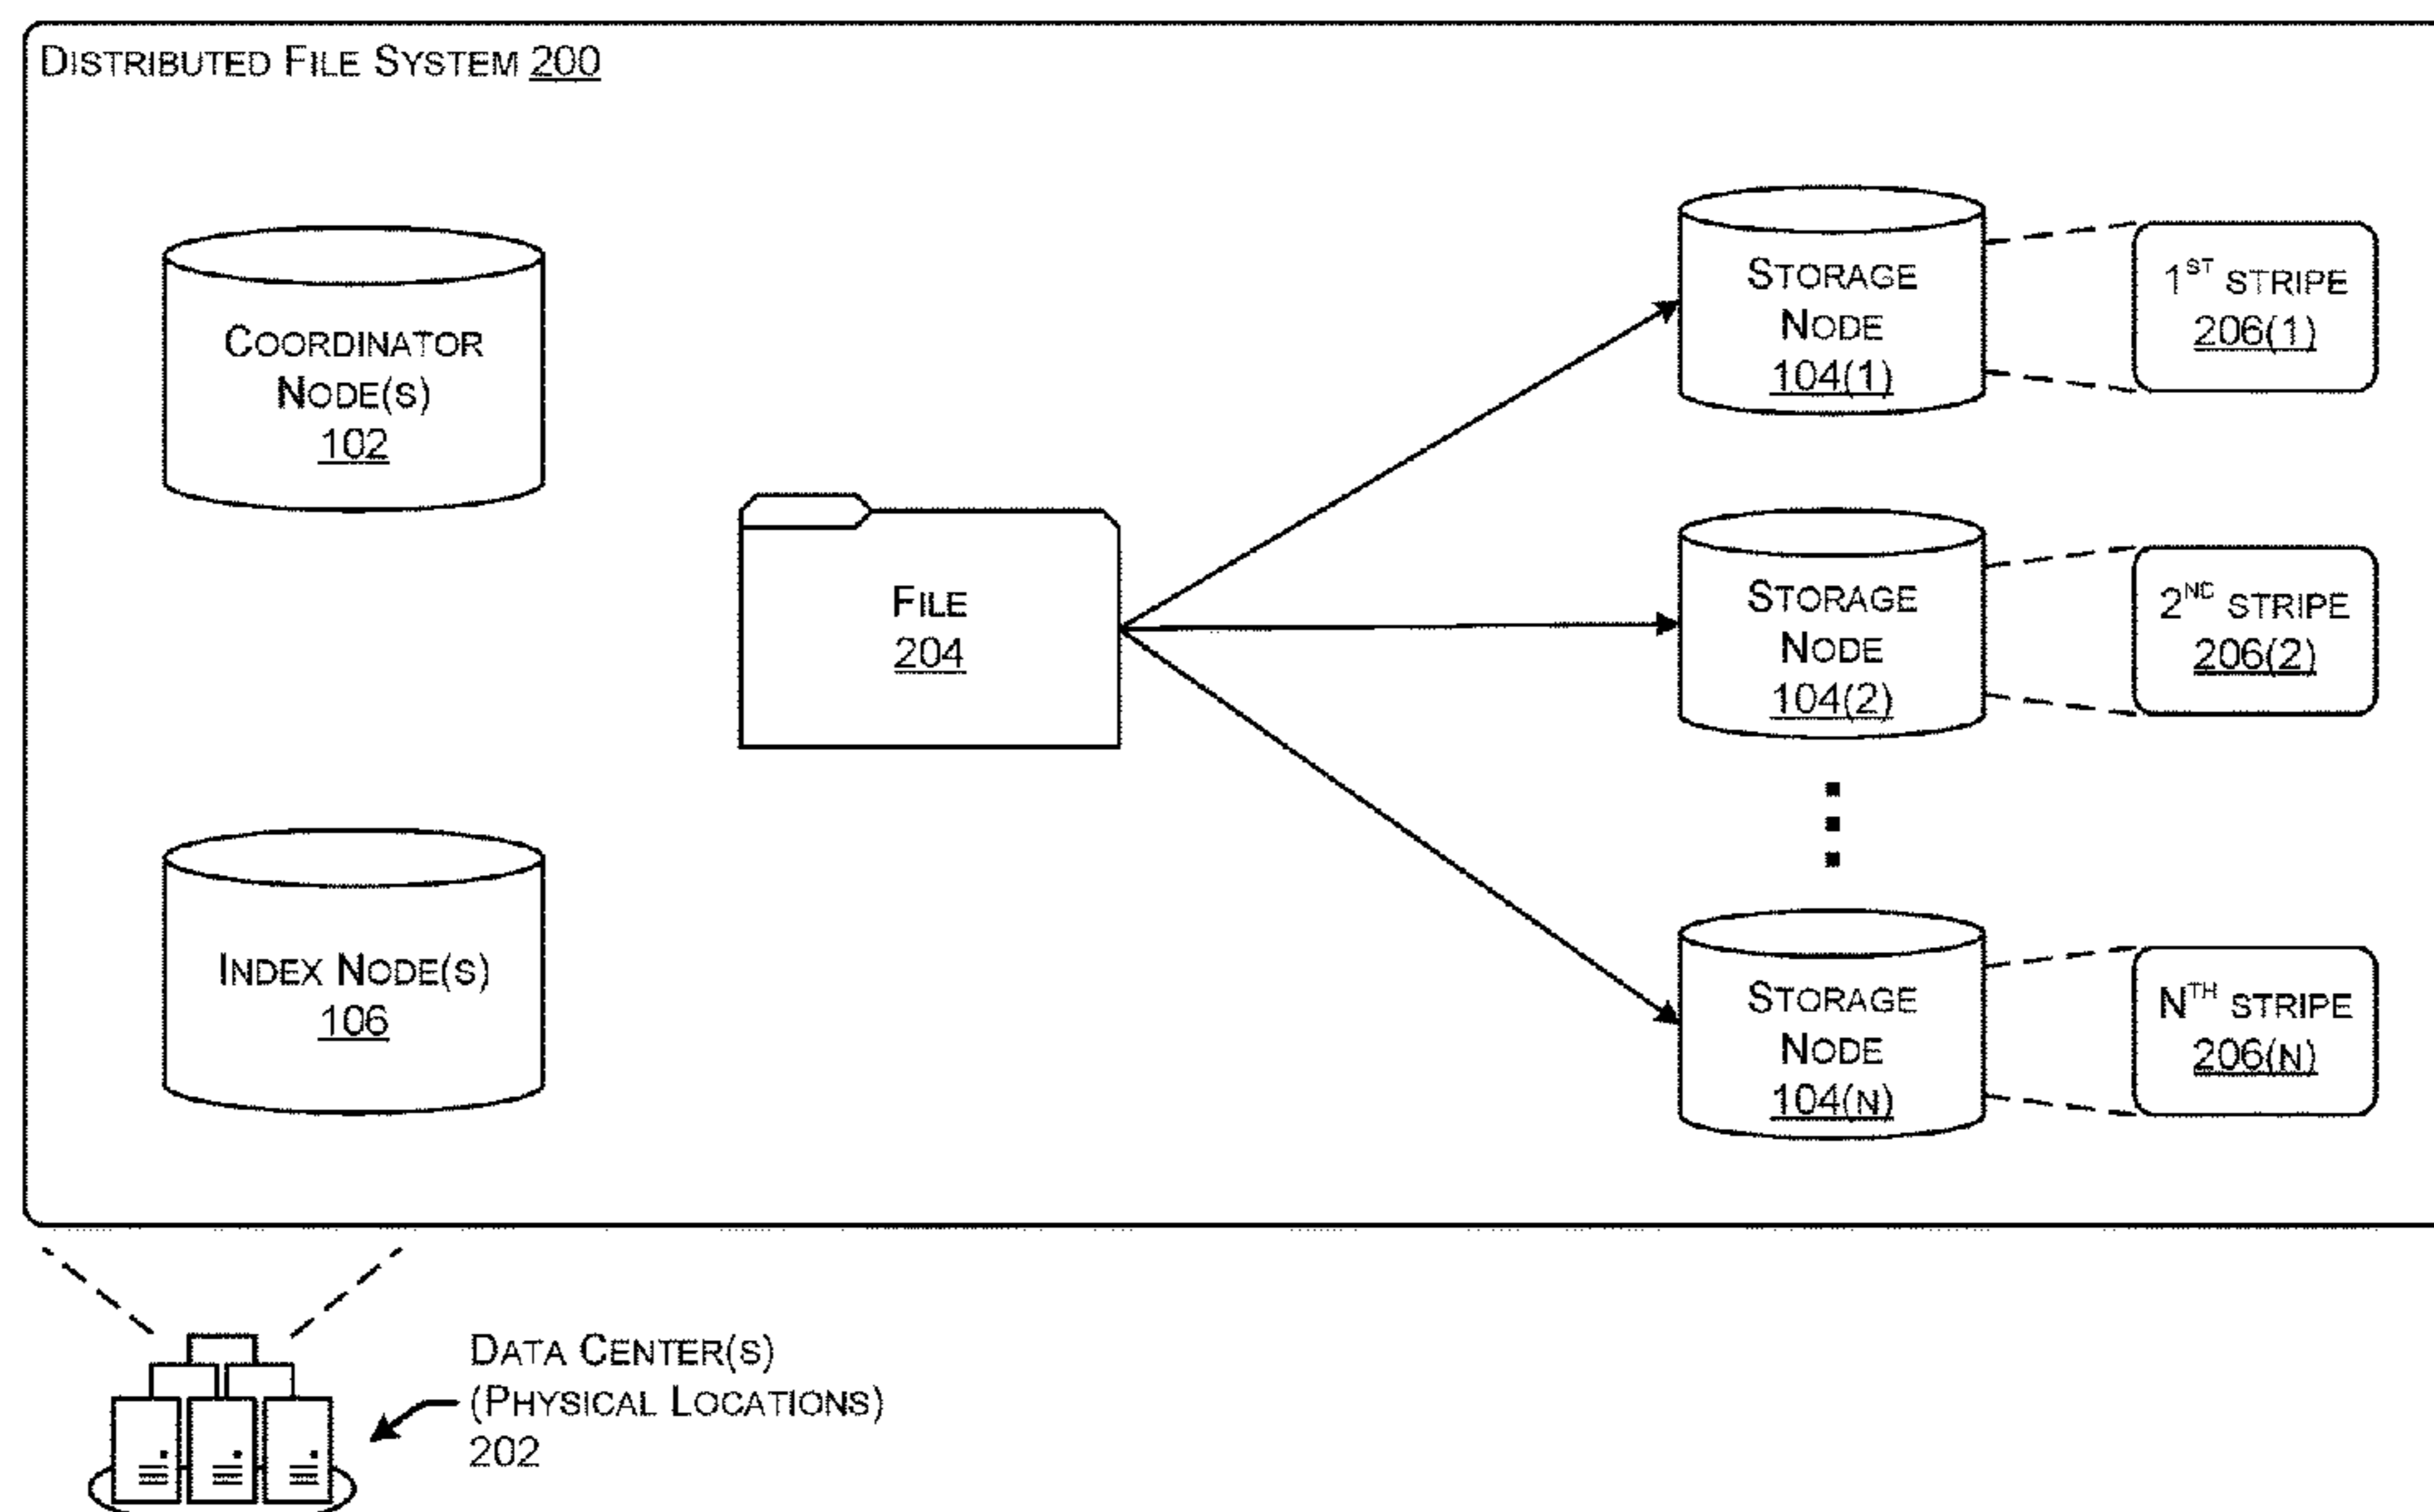 DISTRIBUTED FILE SYSTEM 200
COORDINATOR
NODE(S)
102
INDEX NODE(S)
106
FILE
204
STORAGE
NODE
104(1)
1ST STRIPE
206(1)
STORAGE
NODE
104(2)
2ND STRIPE
206(2)
STORAGE
NODE
104(N)
NTH STRIPE
206(N)
DATA CENTER(S)
(PHYSICAL LOCATIONS)
202